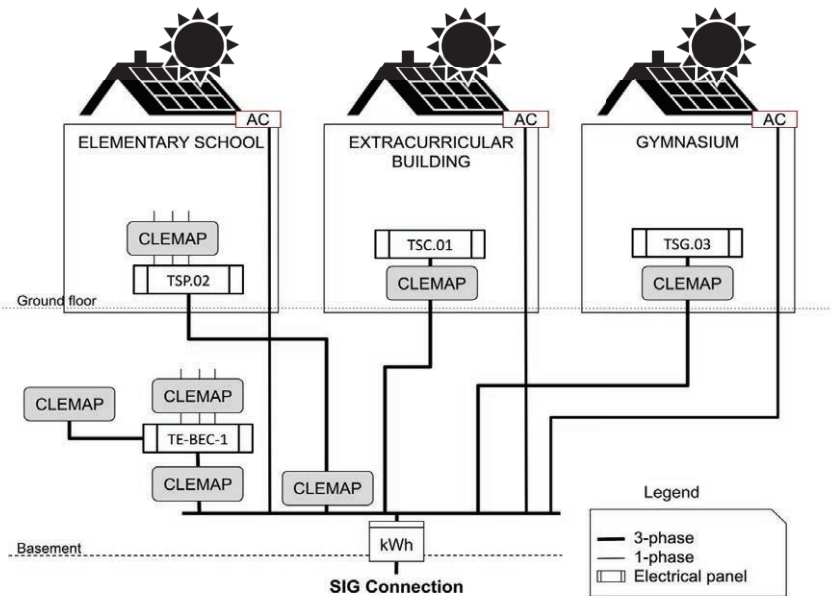 AC
AC
AC
ELEMENTARY SCHOOL
EXTRACURRICULAR
BUILDING
GYMNASIUM
CLEMAP
TSP.02
TSC.01
CLEMAP
TSG.03
CLEMAP
Ground floor
CLEMAP
CLEMAP
TE-BEC-1
CLEMAP
CLEMAP
Legend
3-phase
1-phase
Electrical panel
kWh
Basement
SIG Connection